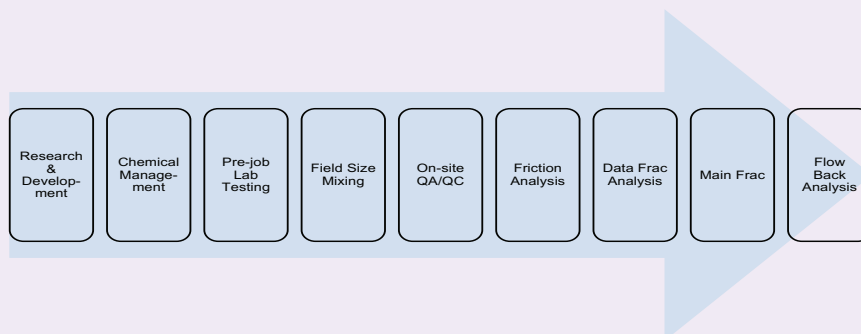 Research
&
Develop-
ment
Chemical
Manage-
ment
Pre-job
Lab
Testing
Field Size
Mixing
On-site
QA/QC
Friction
Analysis
Data Frac
Analysis
Main Frac
Flow
Back
Analysis